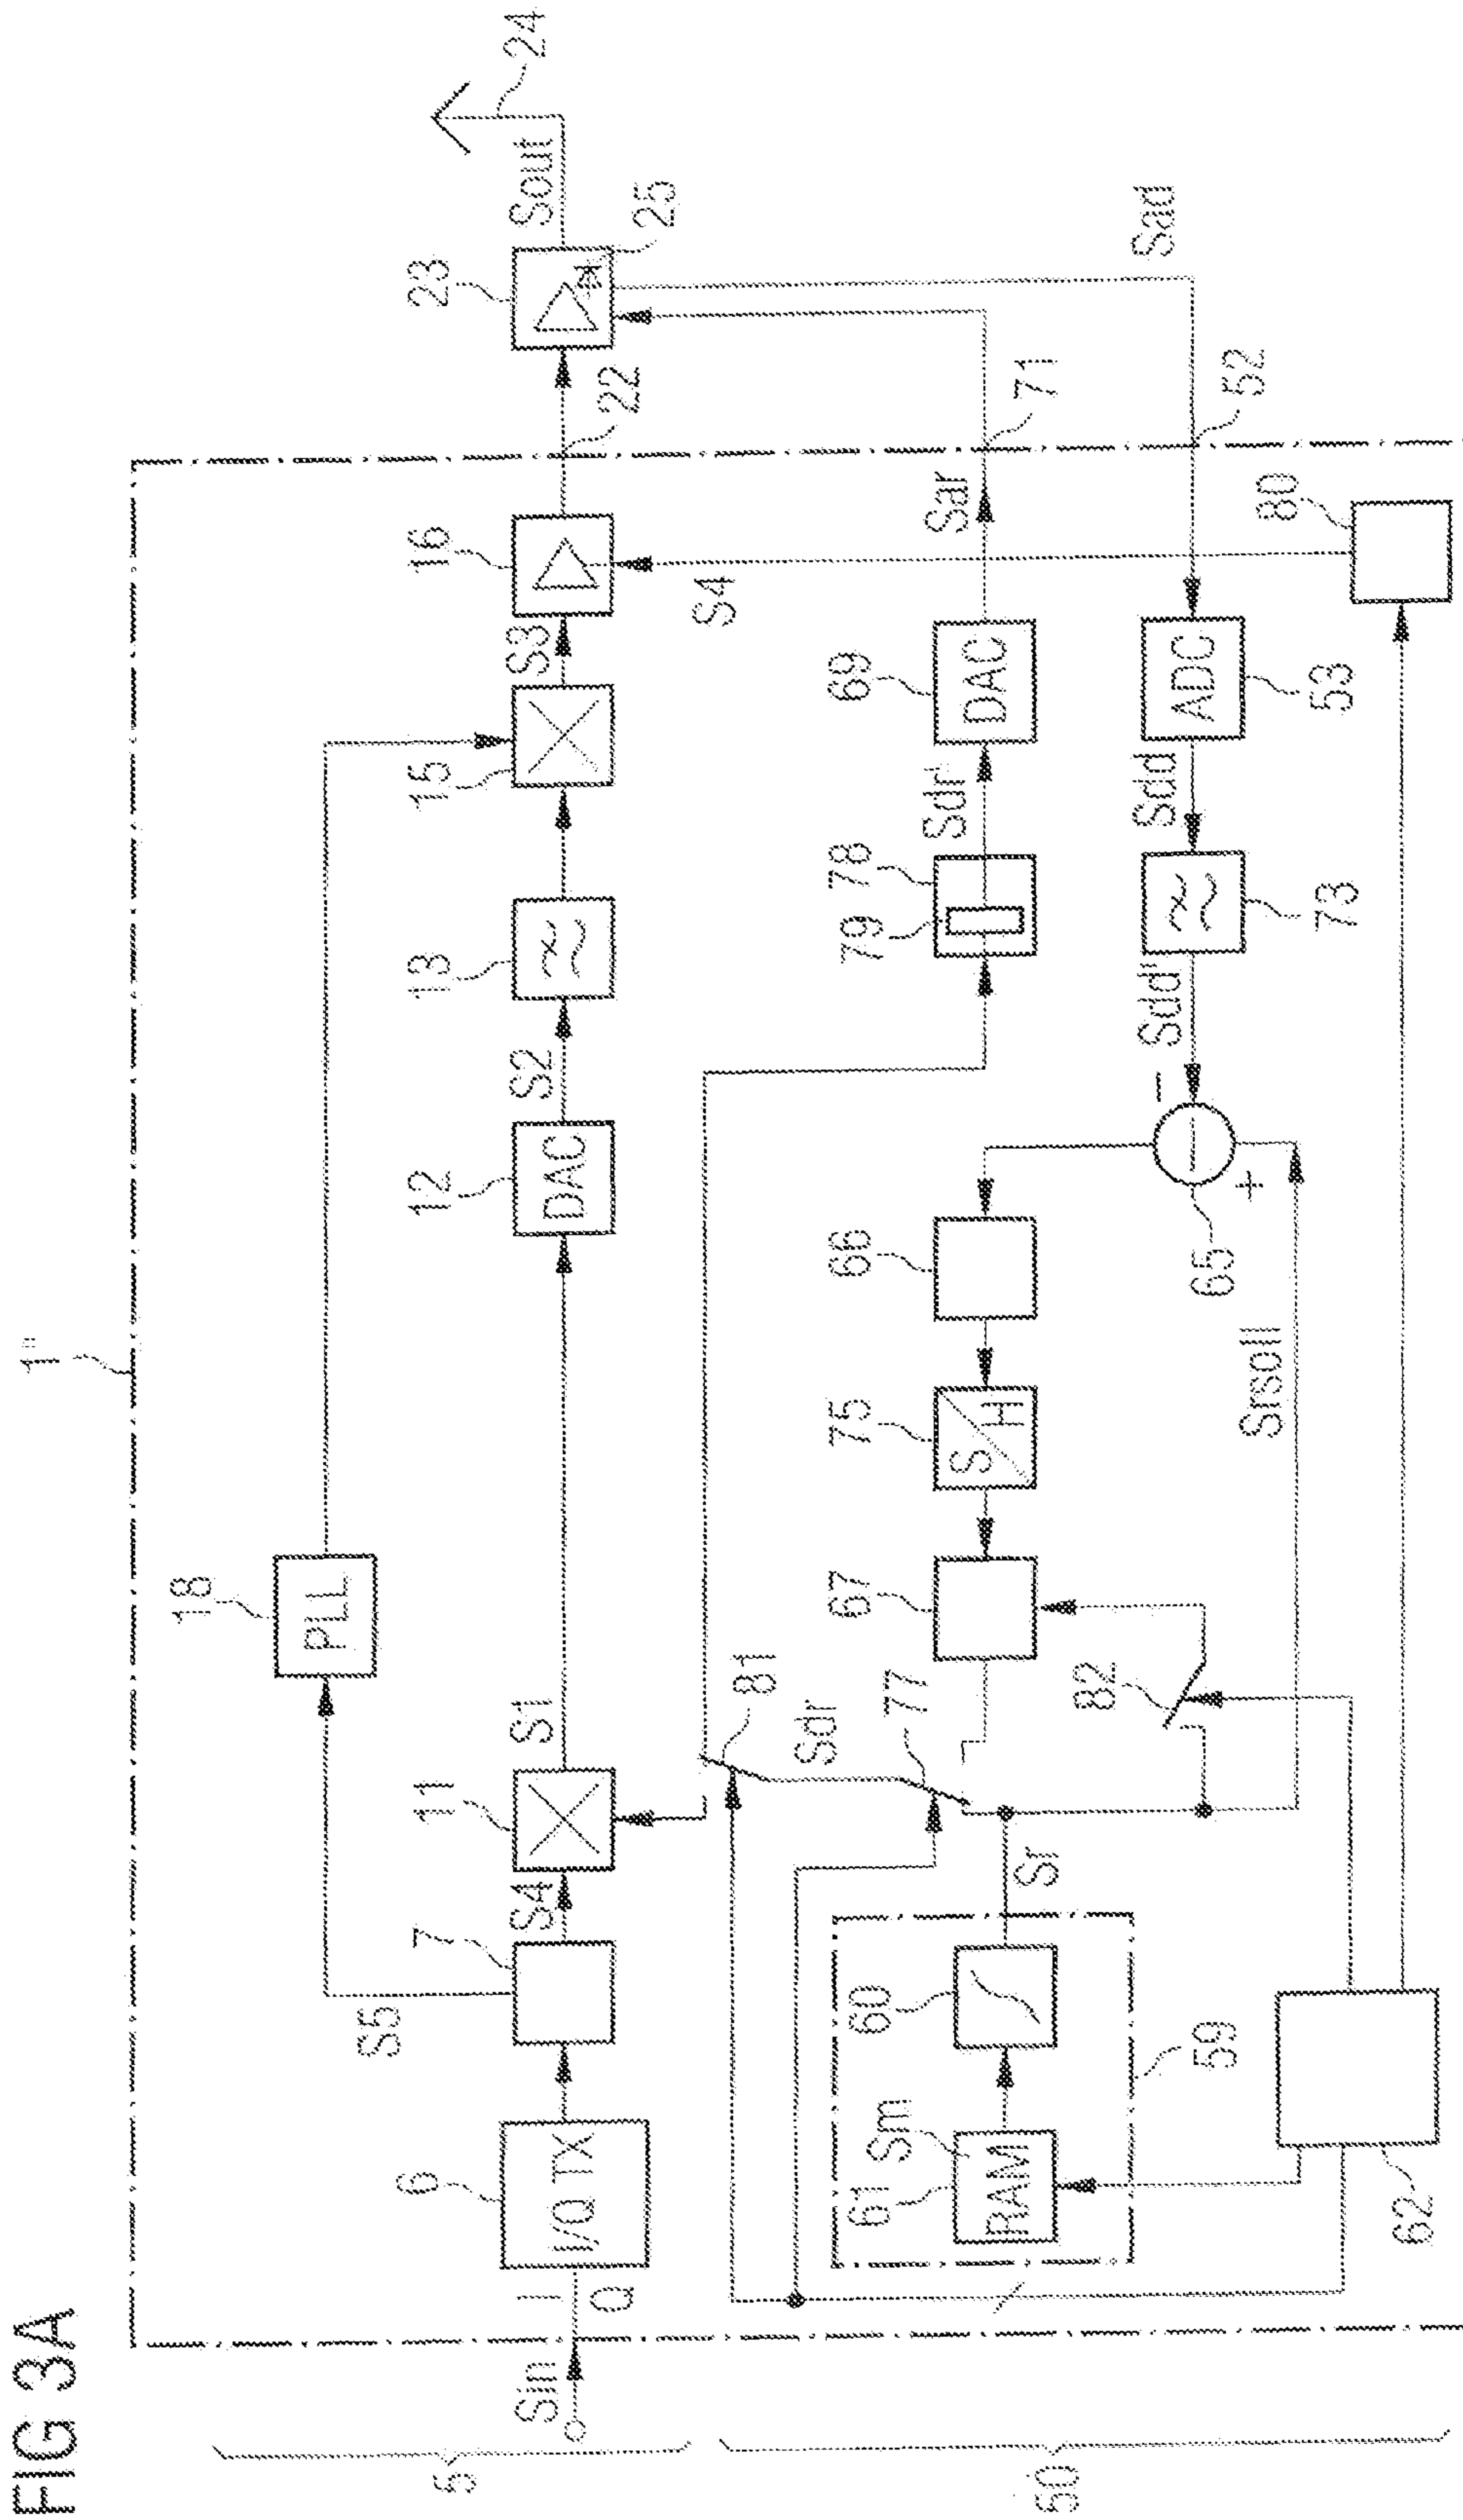 FIG 3A
1"
18
PLL
S5
5
Sin
I
Q
6
I/Q TX
7
S4
11
S1
12
DAC
S2
13
15
S3
16
22
23
25
Sout
24
50
81
Sdr
77
79
78
Sdr'
69
DAC
Sar
S4
71
61
RAM
Sm
60
59
Sr
67
75
S
H
66
82
65
+
−
Sdd'
73
Sdd
ADC
53
52
Sad
Srsoll
62
80